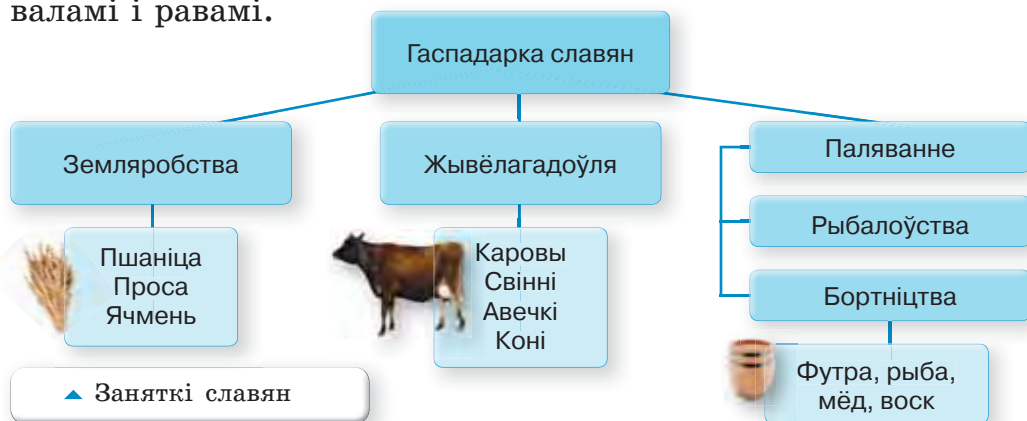 валамі і равамі.
Гаспадарка славян
Земляробства
Жывёлагадоўля
Паляванне
Рыбалоўства
Бортніцтва
Пшаніца
Проса
Ячмень
Каровы
Свінні
Авечкі
Коні
Футра, рыба,
мёд, воск
Заняткі славян